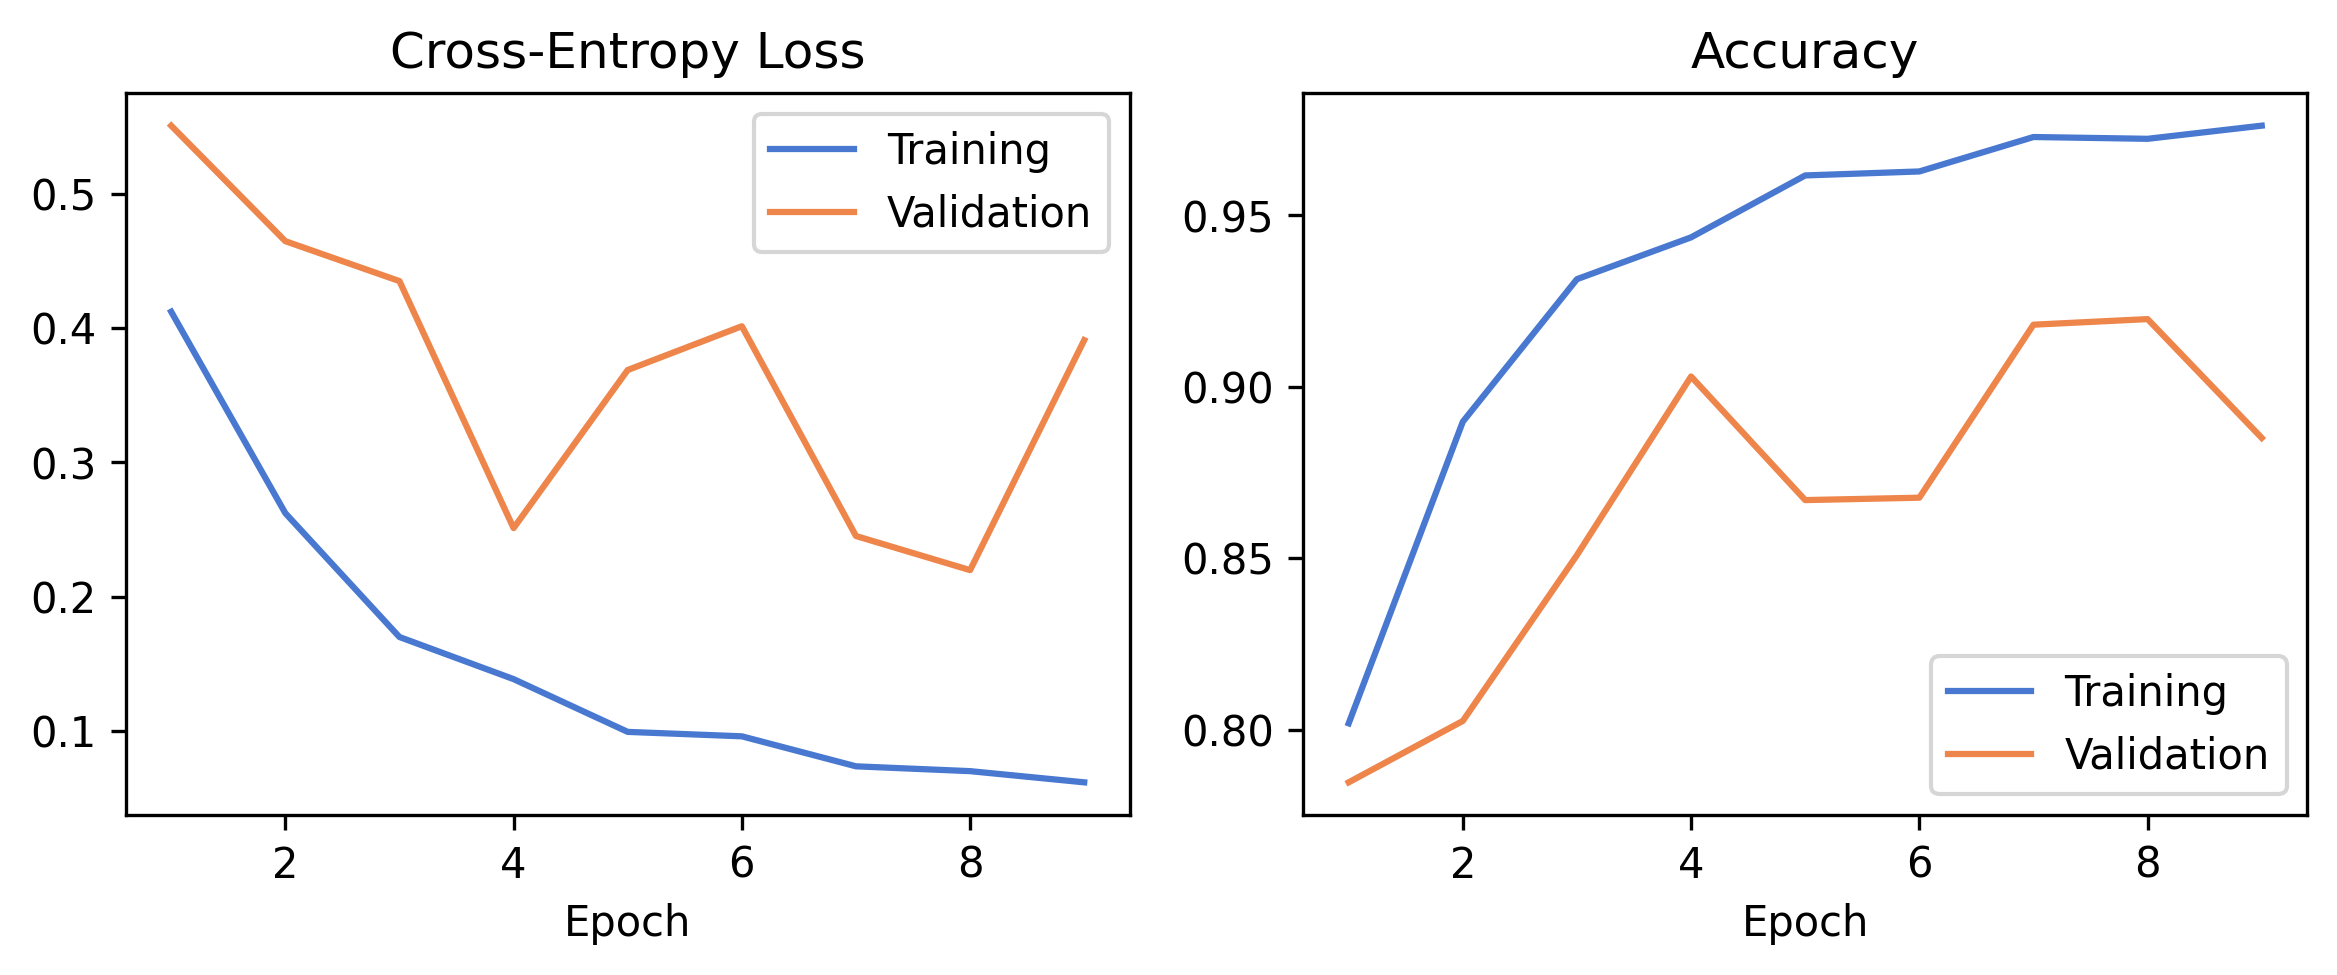 Cross-Entropy Loss
Training
Validation
0.5
0.4
0.3
0.2
0.1
2 4 6 8
Epoch
Accuracy
0.95
0.90
0.85
0.80
Training
Validation
2 4 6 8
Epoch